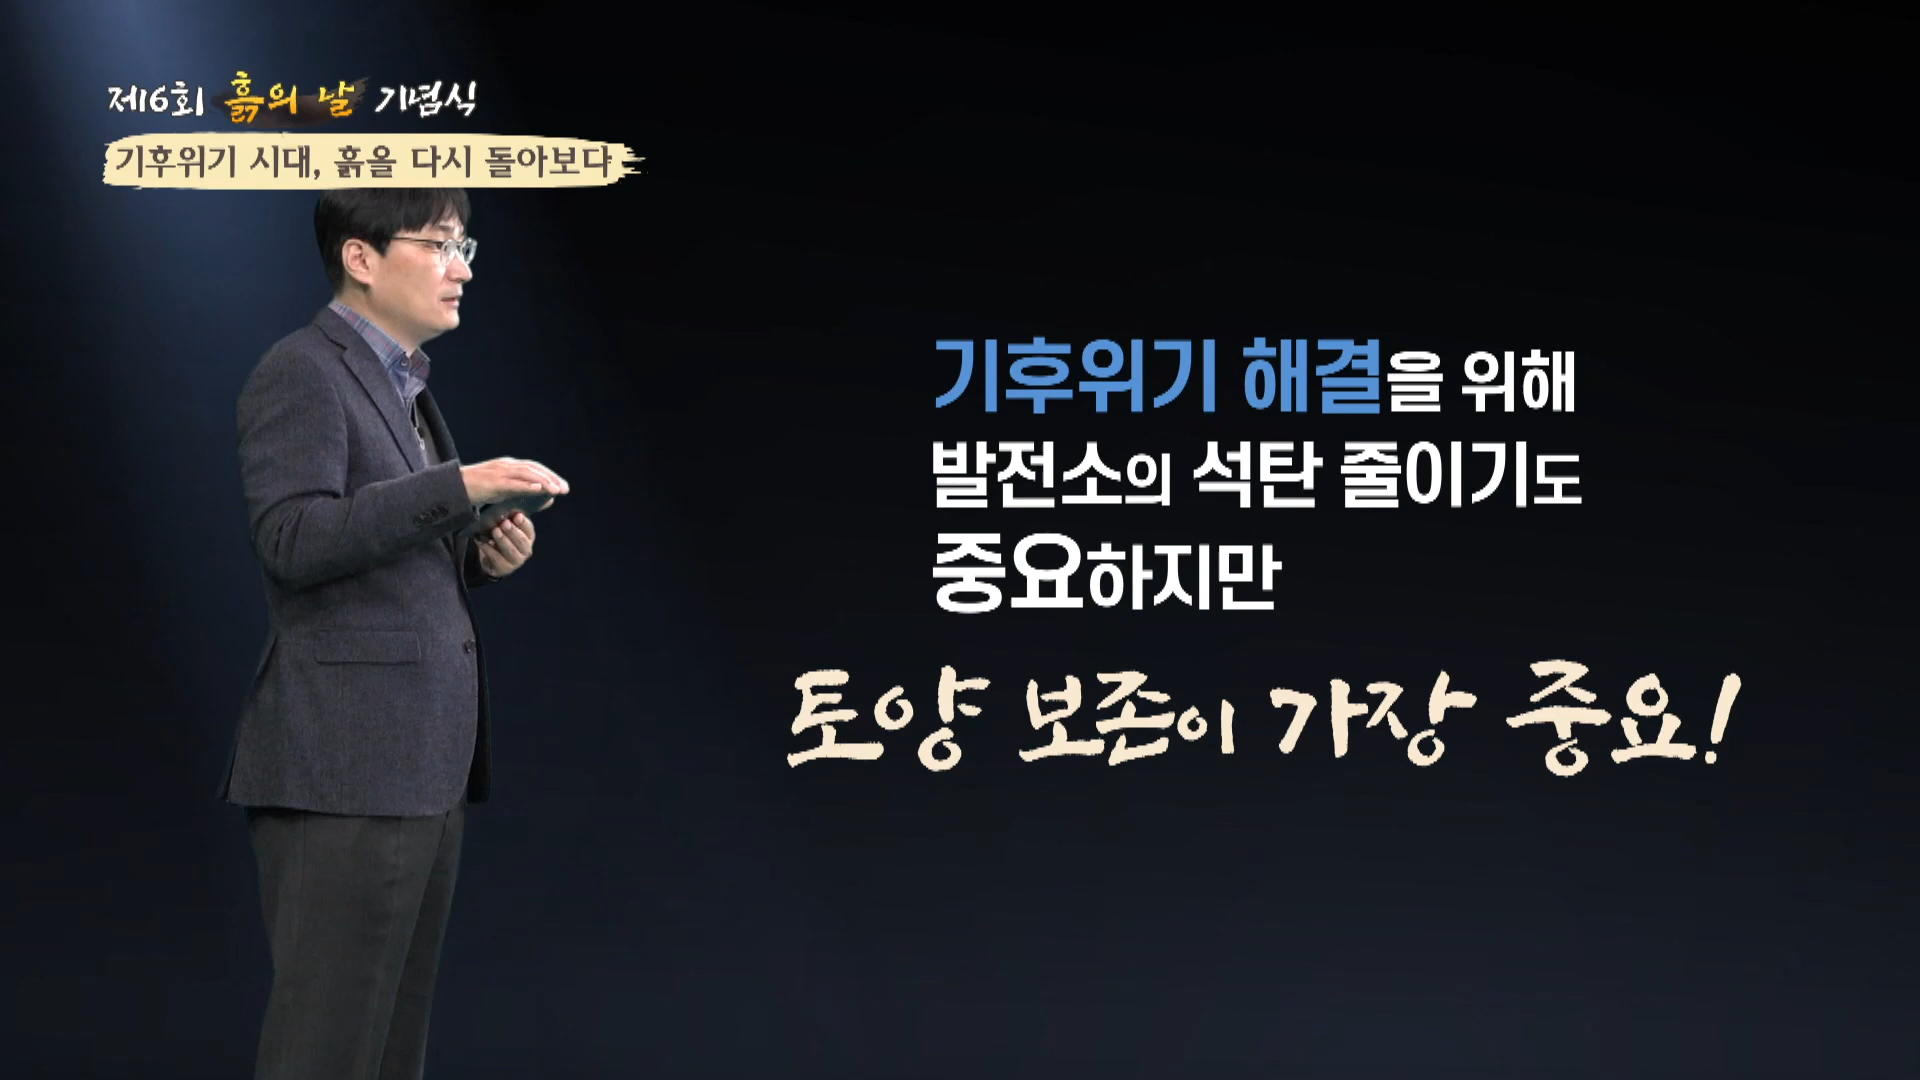 제6회 흙의 날 기념식
기후위기 시대, 흙을 다시 돌아보다
기후위기 해결을 위해
발전소의 석탄 줄이기도
중요하지만
토양 보존이 가장 중요!